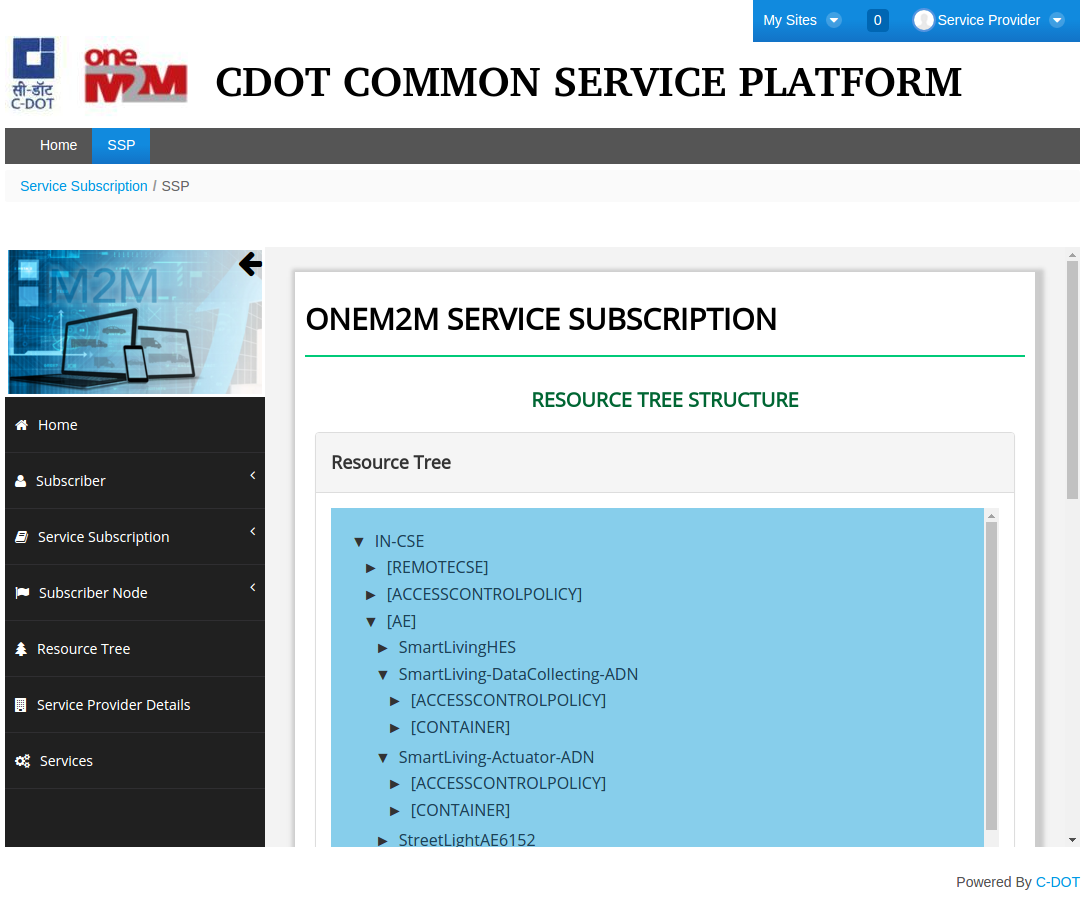 My Sites 0 Service Provider
सी-डॉट
C-DOT
one
M2M
CDOT COMMON SERVICE PLATFORM
Home SSP
Service Subscription / SSP
M2M
Home
Subscriber
Service Subscription
Subscriber Node
Resource Tree
Service Provider Details
Services
ONEM2M SERVICE SUBSCRIPTION
RESOURCE TREE STRUCTURE
Resource Tree
▼ IN-CSE
► [REMOTECSE]
► [ACCESSCONTROLPOLICY]
▼ [AE]
► SmartLivingHES
▼ SmartLiving-DataCollecting-ADN
► [ACCESSCONTROLPOLICY]
► [CONTAINER]
▼ SmartLiving-Actuator-ADN
► [ACCESSCONTROLPOLICY]
► [CONTAINER]
► StreetLightAE6152
Powered By C-DOT